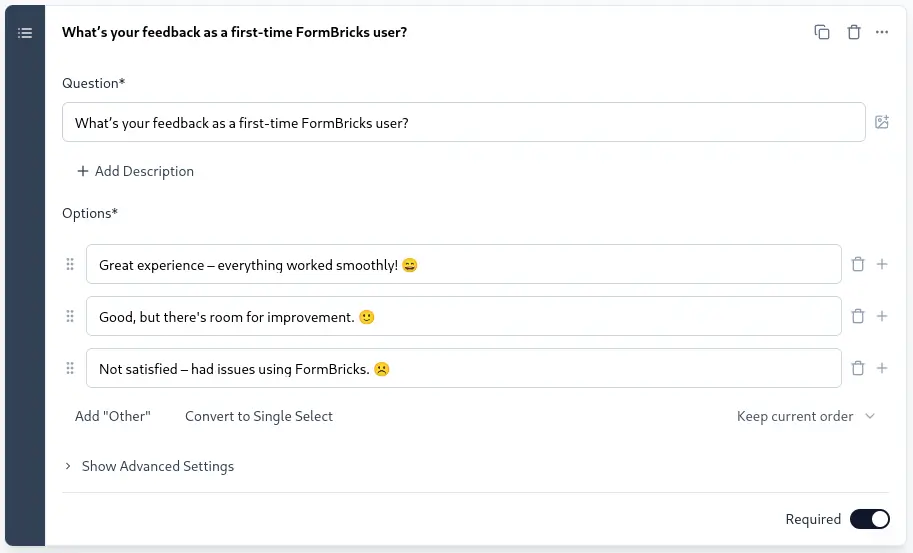 What’s your feedback as a first-time FormBricks user?
Question*
What’s your feedback as a first-time FormBricks user?
Add Description
Options*
Great experience – everything worked smoothly! 😄
Good, but there's room for improvement. 🙂
Not satisfied – had issues using FormBricks. ☹️
Add "Other" Convert to Single Select Keep current order
Show Advanced Settings
Required